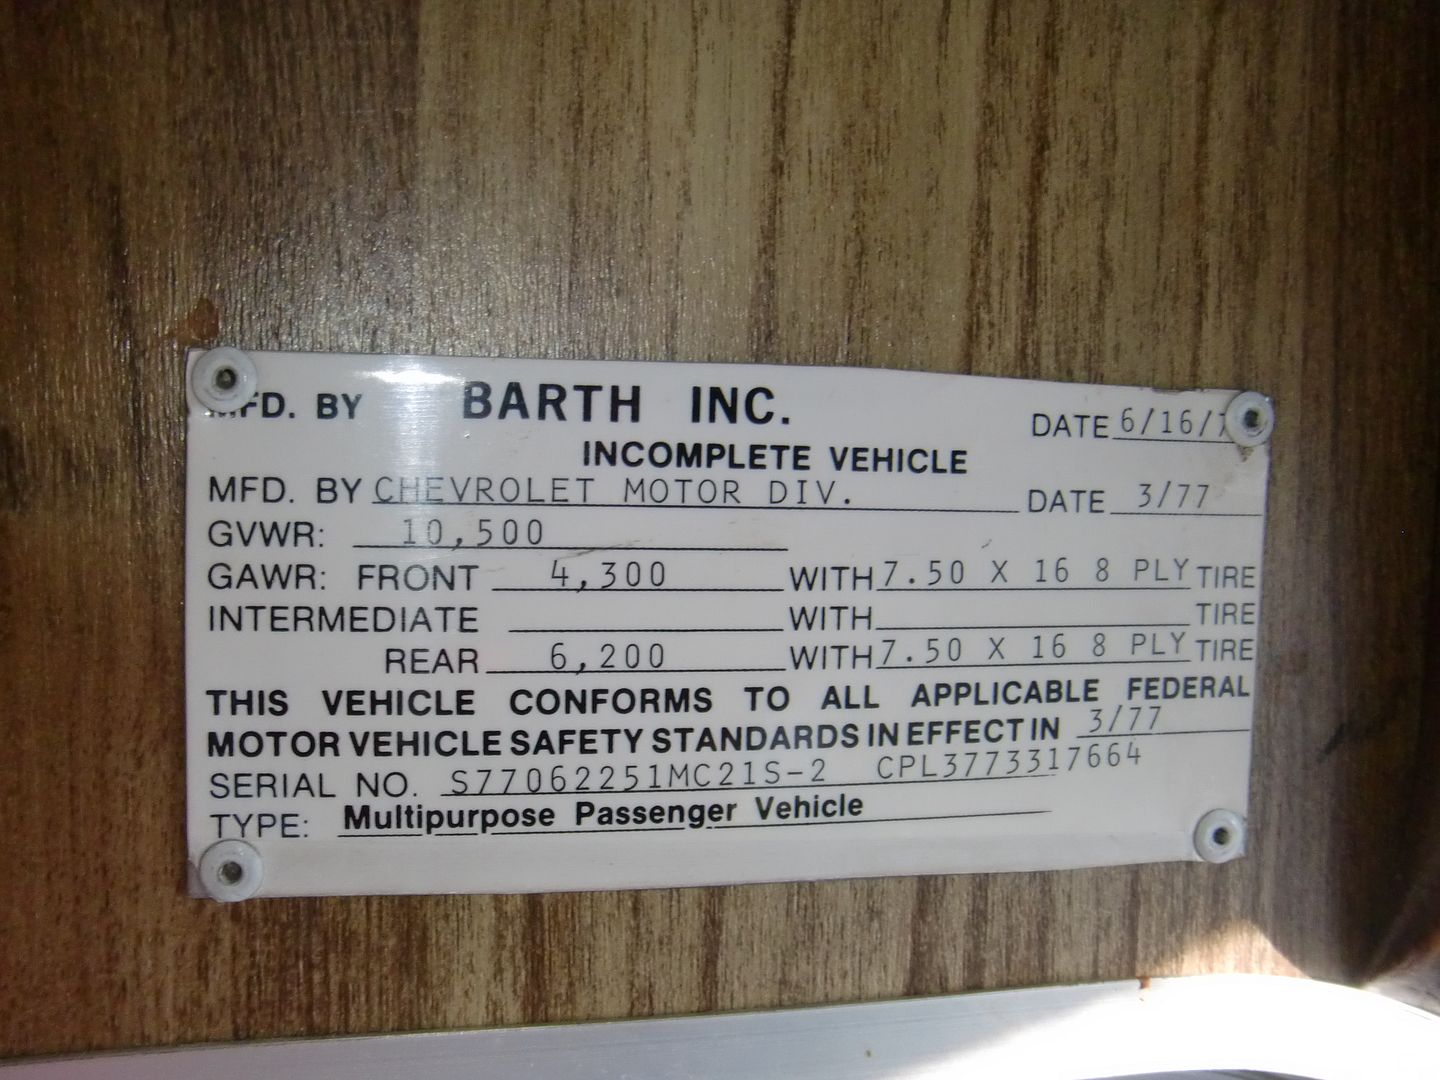 MFD. BY BARTH INC. DATE 6/16/7
INCOMPLETE VEHICLE
MFD. BY CHEVROLET MOTOR DIV. DATE 3/77
GVWR: 10,500
GAWR: FRONT 4,300 WITH 7.50 X 16 8 PLY TIRE
INTERMEDIATE WITH TIRE
REAR 6,200 WITH 7.50 X 16 8 PLY TIRE
THIS VEHICLE CONFORMS TO ALL APPLICABLE FEDERAL
MOTOR VEHICLE SAFETY STANDARDS IN EFFECT IN 3/77
SERIAL NO. S77062251MC21S-2 CPL3773317664
TYPE: Multipurpose Passenger Vehicle